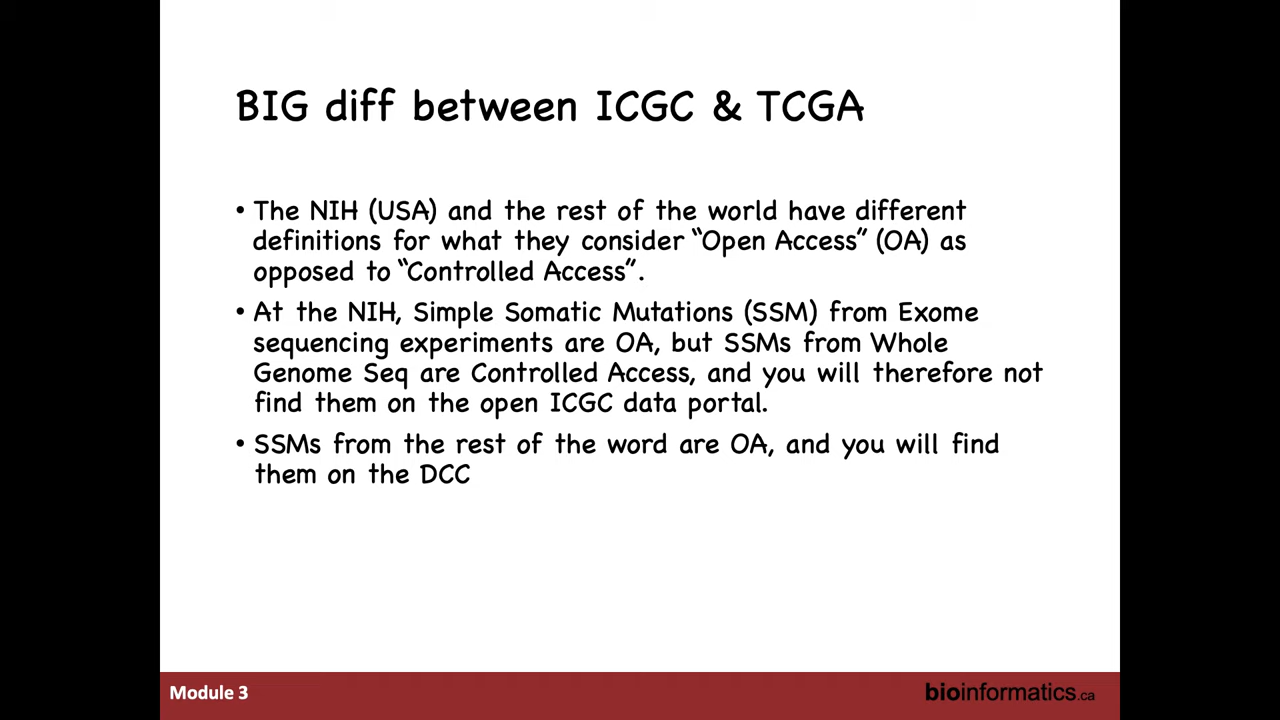 BIG diff between ICGC & TCGA
• The NIH (USA) and the rest of the world have different
definitions for what they consider “Open Access” (OA) as
opposed to “Controlled Access”.
• At the NIH, Simple Somatic Mutations (SSM) from Exome
sequencing experiments are OA, but SSMs from Whole
Genome Seq are Controlled Access, and you will therefore not
find them on the open ICGC data portal.
• SSMs from the rest of the word are OA, and you will find
them on the DCC
Module 3
bioinformatics.ca